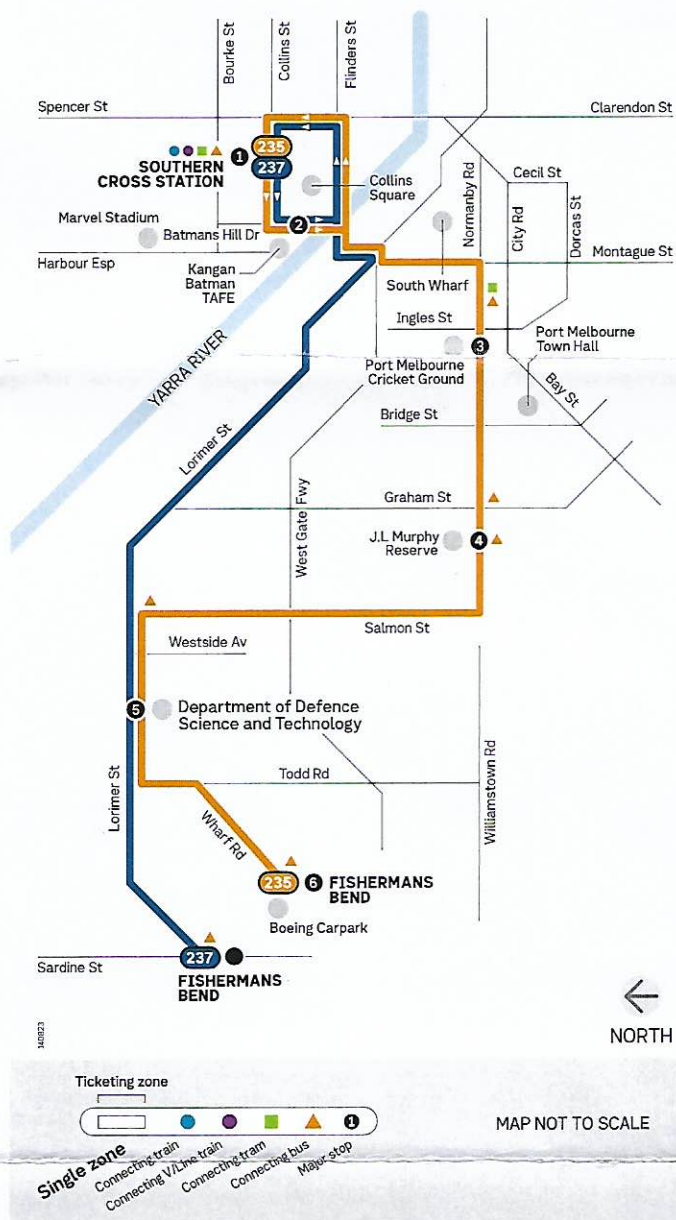 Bourke St
Collins St
Flinders St
Spencer St
Clarendon St
235
237
1
SOUTHERN
CROSS STATION
Collins
Square
Normanby Rd
Cecil St
City Rd
Dorcas St
Marvel Stadium
2
Batmans Hill Dr
Harbour Esp
Kangan
Batman
TAFE
South Wharf
Montague St
Ingles St
3
Port Melbourne
Cricket Ground
Port Melbourne
Town Hall
YARRA RIVER
Bay St
Bridge St
Lorimer St
West Gate Fwy
Graham St
J.L Murphy
Reserve
4
Salmon St
Westside Av
5
Department of Defence
Science and Technology
Todd Rd
Williamstown Rd
Lorimer St
Wharf Rd
235
6
FISHERMANS
BEND
Boeing Carpark
237
Sardine St
FISHERMANS
BEND
140823
NORTH
Ticketing zone
1
MAP NOT TO SCALE
Single zone
Connecting train
Connecting V/Line train
Connecting tram
Connecting bus
Major stop